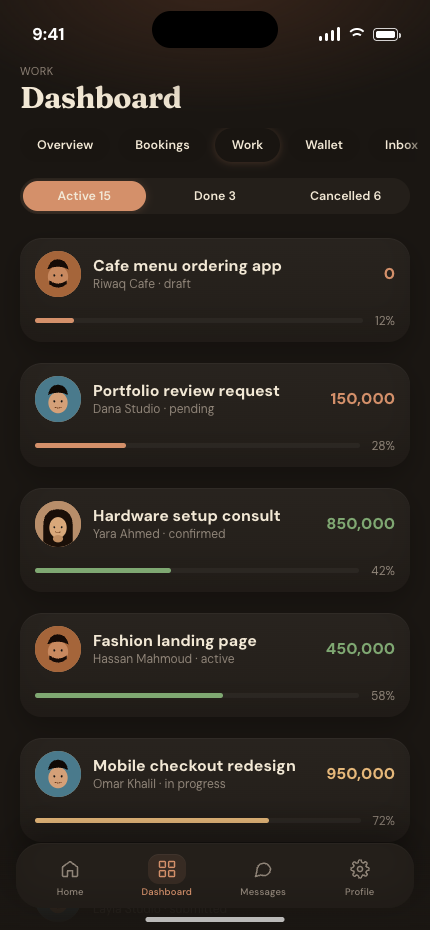 9:41
WORK
Dashboard
Overview Bookings Work Wallet Inbox
Active 15 Done 3 Cancelled 6
Cafe menu ordering app
0
Riwaq Cafe · draft
12%
Portfolio review request
150,000
Dana Studio · pending
28%
Hardware setup consult
850,000
Yara Ahmed · confirmed
42%
Fashion landing page
450,000
Hassan Mahmoud · active
58%
Mobile checkout redesign
950,000
Omar Khalil · in progress
72%
Home Dashboard Messages Profile